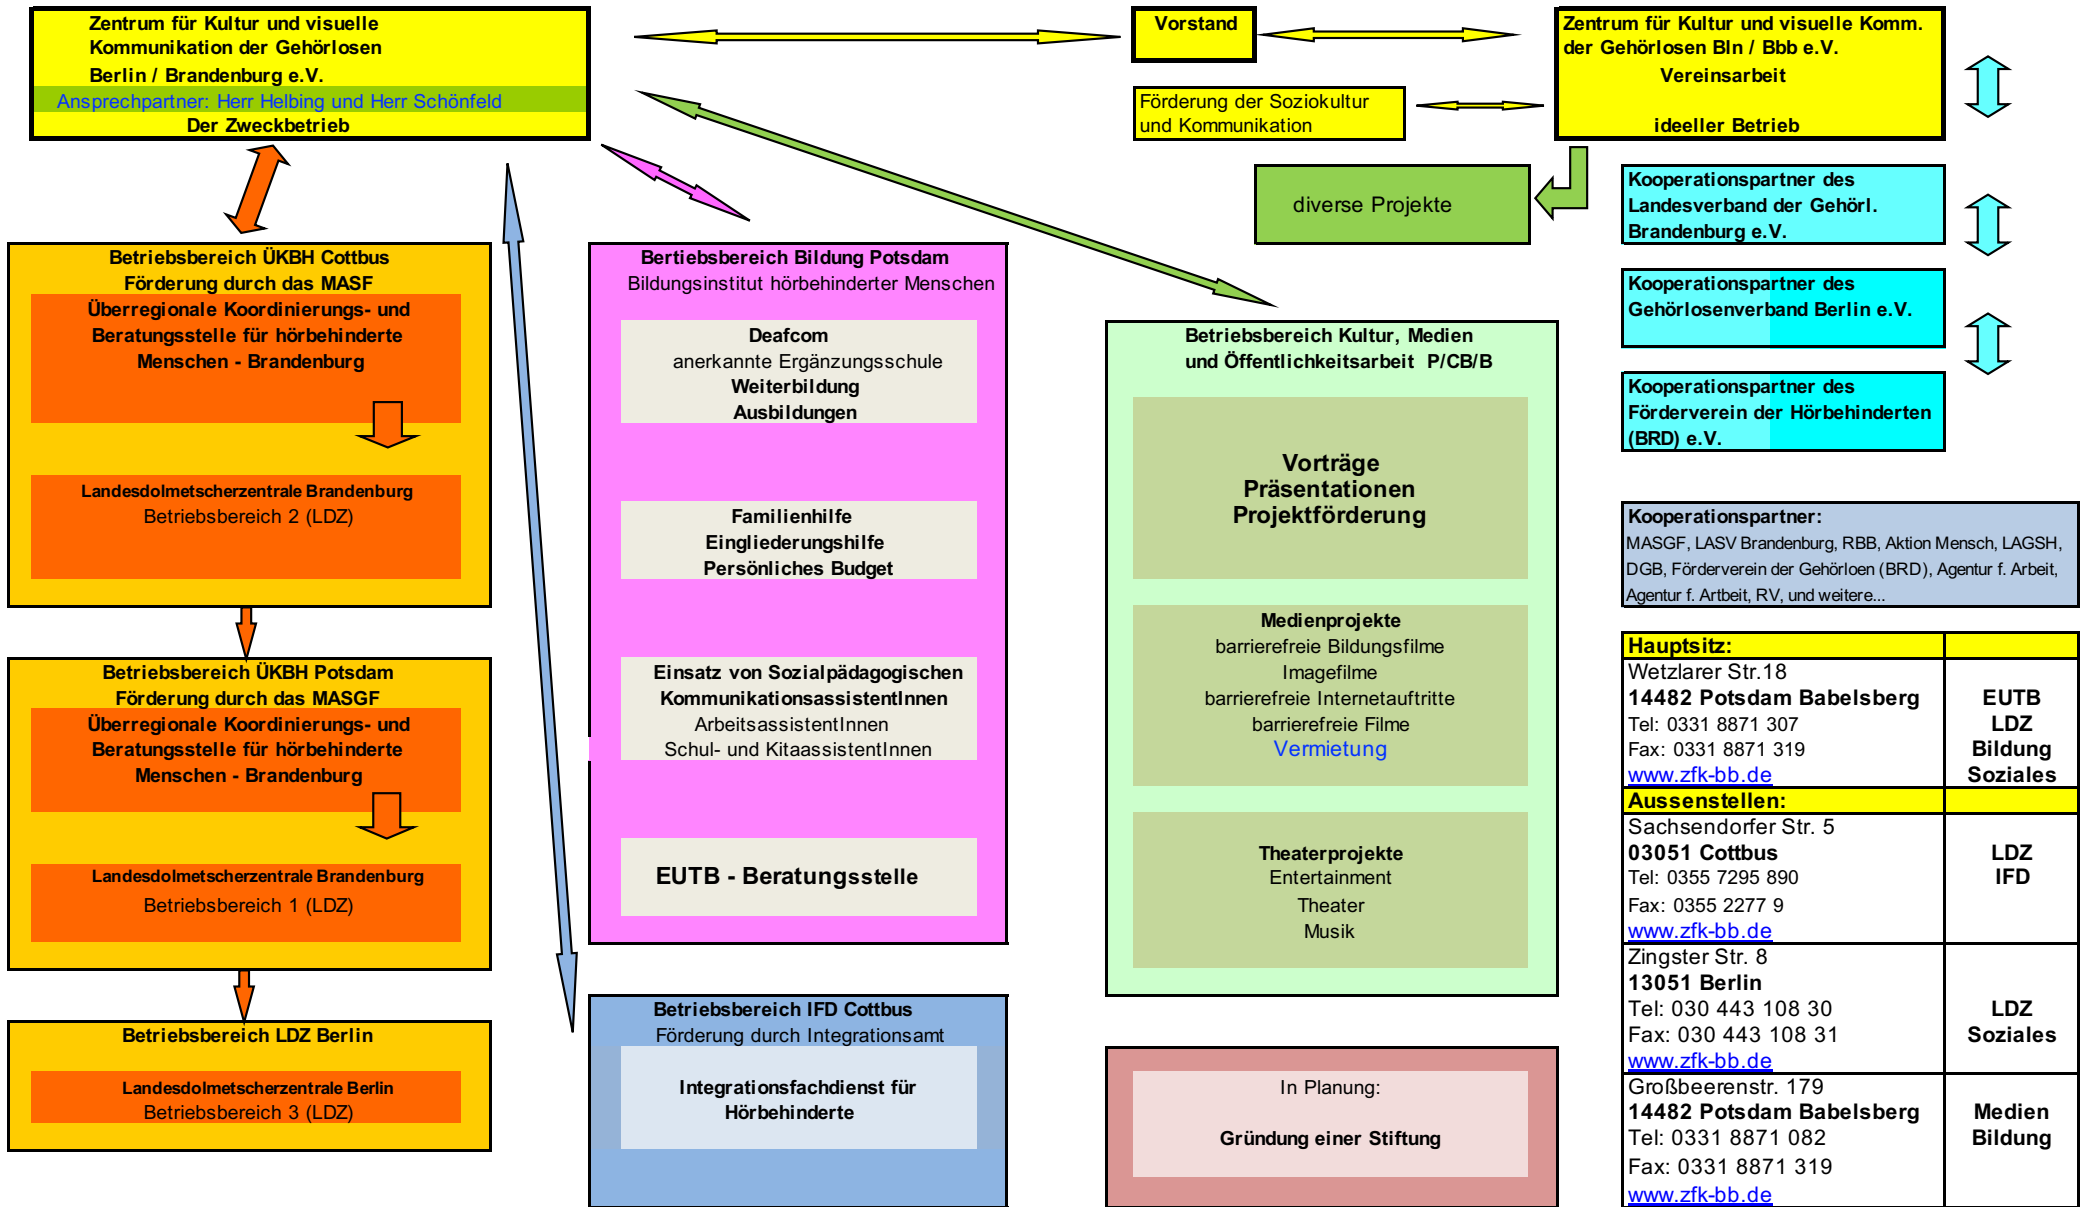 Zentrum für Kultur und visuelle
Kommunikation der Gehörlosen
Berlin / Brandenburg e.V.
Ansprechpartner: Herr Helbing und Herr Schönfeld
Der Zweckbetrieb
Vorstand
Förderung der Soziokultur
und Kommunikation
Zentrum für Kultur und visuelle Komm.
der Gehörlosen Bln / Bbb e.V.
Vereinsarbeit
ideeller Betrieb
diverse Projekte
Kooperationspartner des
Landesverband der Gehörl.
Brandenburg e.V.
Kooperationspartner des
Gehörlosenverband Berlin e.V.
Kooperationspartner des
Förderverein der Hörbehinderten
(BRD) e.V.
Betriebsbereich ÜKBH Cottbus
Förderung durch das MASF
Überregionale Koordinierungs- und
Beratungsstelle für hörbehinderte
Menschen - Brandenburg
Landesdolmetscherzentrale Brandenburg
Betriebsbereich 2 (LDZ)
Betriebsbereich ÜKBH Potsdam
Förderung durch das MASGF
Überregionale Koordinierungs- und
Beratungsstelle für hörbehinderte
Menschen - Brandenburg
Landesdolmetscherzentrale Brandenburg
Betriebsbereich 1 (LDZ)
Betriebsbereich LDZ Berlin
Landesdolmetscherzentrale Berlin
Betriebsbereich 3 (LDZ)
Bertiebsbereich Bildung Potsdam
Bildungsinstitut hörbehinderter Menschen
Deafcom
anerkannte Ergänzungsschule
Weiterbildung
Ausbildungen
Familienhilfe
Eingliederungshilfe
Persönliches Budget
Einsatz von Sozialpädagogischen
KommunikationsassistentInnen
ArbeitsassistentInnen
Schul- und KitaassistentInnen
EUTB - Beratungsstelle
Betriebsbereich IFD Cottbus
Förderung durch Integrationsamt
Integrationsfachdienst für
Hörbehinderte
Betriebsbereich Kultur, Medien
und Öffentlichkeitsarbeit P/CB/B
Vorträge
Präsentationen
Projektförderung
Medienprojekte
barrierefreie Bildungsfilme
Imagefilme
barrierefreie Internetauftritte
barrierefreie Filme
Vermietung
Theaterprojekte
Entertainment
Theater
Musik
In Planung:
Gründung einer Stiftung
Kooperationspartner:
MASGF, LASV Brandenburg, RBB, Aktion Mensch, LAGSH,
DGB, Förderverein der Gehörloen (BRD), Agentur f. Arbeit,
Agentur f. Artbeit, RV, und weitere...
Hauptsitz:
Wetzlarer Str.18
14482 Potsdam Babelsberg EUTB
Tel: 0331 8871 307 LDZ
Fax: 0331 8871 319 Bildung
www.zfk-bb.de Soziales
Aussenstellen:
Sachsendorfer Str. 5
03051 Cottbus LDZ
Tel: 0355 7295 890 IFD
Fax: 0355 2277 9
www.zfk-bb.de
Zingster Str. 8
13051 Berlin
Tel: 030 443 108 30 LDZ
Fax: 030 443 108 31 Soziales
www.zfk-bb.de
Großbeerenstr. 179
14482 Potsdam Babelsberg Medien
Tel: 0331 8871 082 Bildung
Fax: 0331 8871 319
www.zfk-bb.de